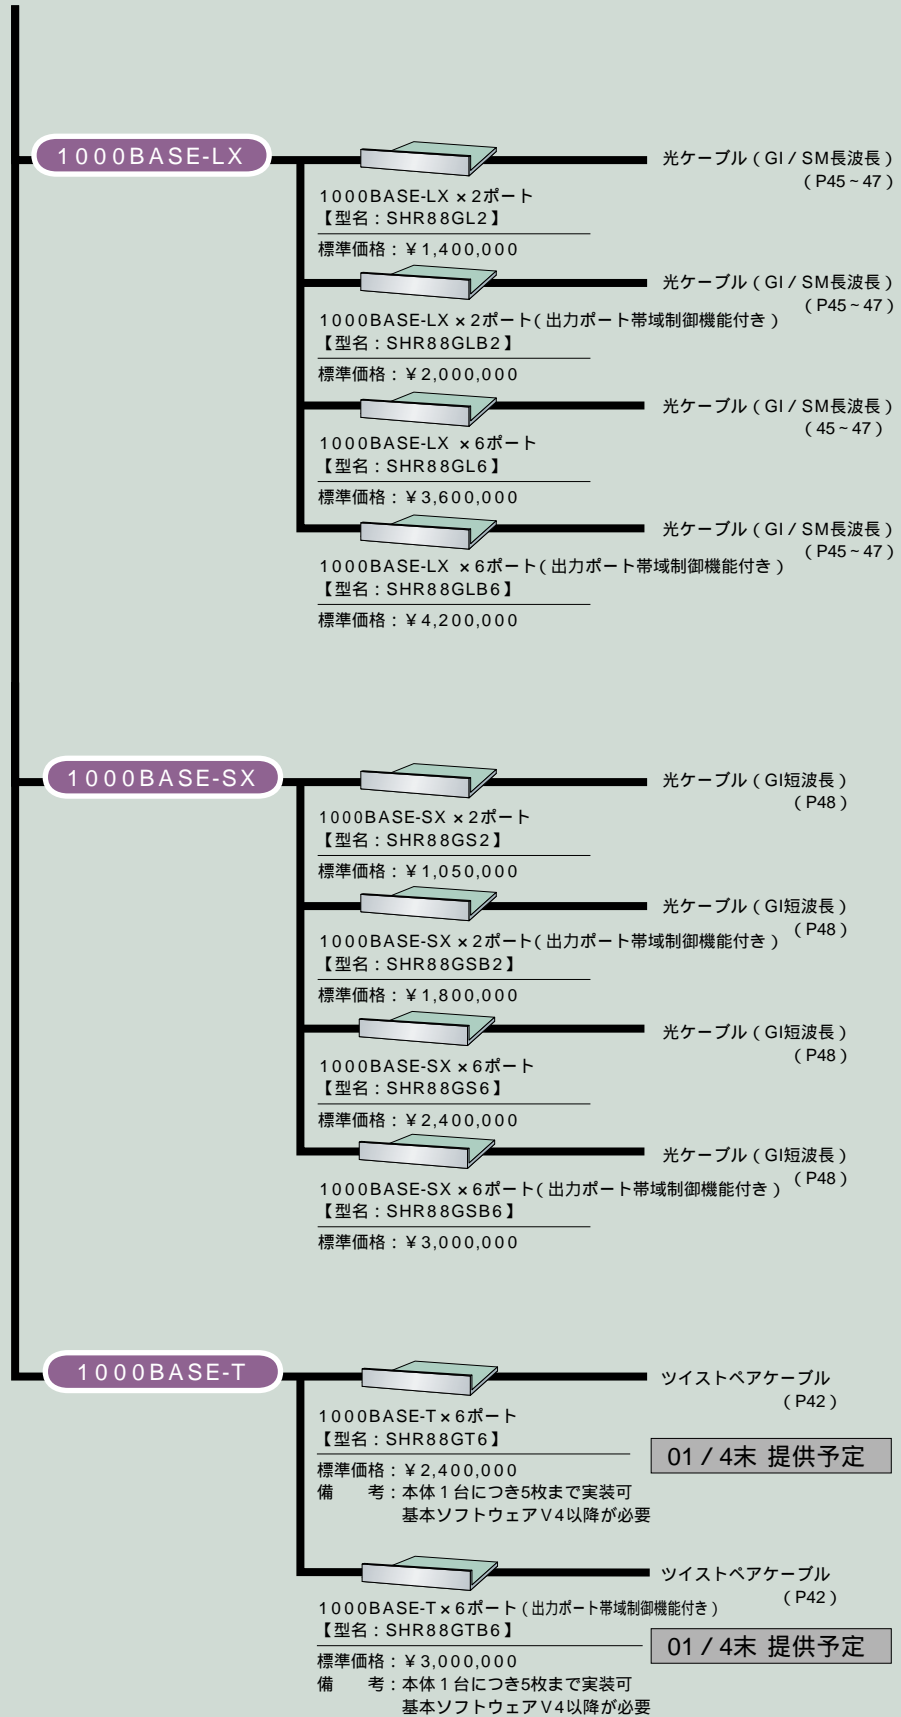 1000BASE-LX
光ケーブル（GI／SM長波長）
（P45~47）
1000BASE-LX×2ポート
【型名：SHR88GL2】
標準価格：￥1,400,000
光ケーブル（GI／SM長波長）
（P45~47）
1000BASE-LX×2ポート（出力ポート帯域制御機能付き）
【型名：SHR88GLB2】
標準価格：￥2,000,000
光ケーブル（GI／SM長波長）
（45~47）
1000BASE-LX ×6ポート
【型名：SHR88GL6】
標準価格：￥3,600,000
光ケーブル（GI／SM長波長）
（P45~47）
1000BASE-LX ×6ポート（出力ポート帯域制御機能付き）
【型名：SHR88GLB6】
標準価格：￥4,200,000
1000BASE-SX
光ケーブル（GI短波長）
（P48）
1000BASE-SX×2ポート
【型名：SHR88GS2】
標準価格：￥1,050,000
光ケーブル（GI短波長）
（P48）
1000BASE-SX×2ポート（出力ポート帯域制御機能付き）
【型名：SHR88GSB2】
標準価格：￥1,800,000
光ケーブル（GI短波長）
（P48）
1000BASE-SX×6ポート
【型名：SHR88GS6】
標準価格：￥2,400,000
光ケーブル（GI短波長）
（P48）
1000BASE-SX×6ポート（出力ポート帯域制御機能付き）
【型名：SHR88GSB6】
標準価格：￥3,000,000
1000BASE-T
ツイストペアケーブル
（P42）
1000BASE-T×6ポート
【型名：SHR88GT6】
01／4末 提供予定
標準価格：￥2,400,000
備　考：本体１台につき5枚まで実装可
基本ソフトウェアV4以降が必要
ツイストペアケーブル
（P42）
1000BASE-T×6ポート（出力ポート帯域制御機能付き）
【型名：SHR88GTB6】
01／4末 提供予定
標準価格：￥3,000,000
備　考：本体１台につき5枚まで実装可
基本ソフトウェアV4以降が必要